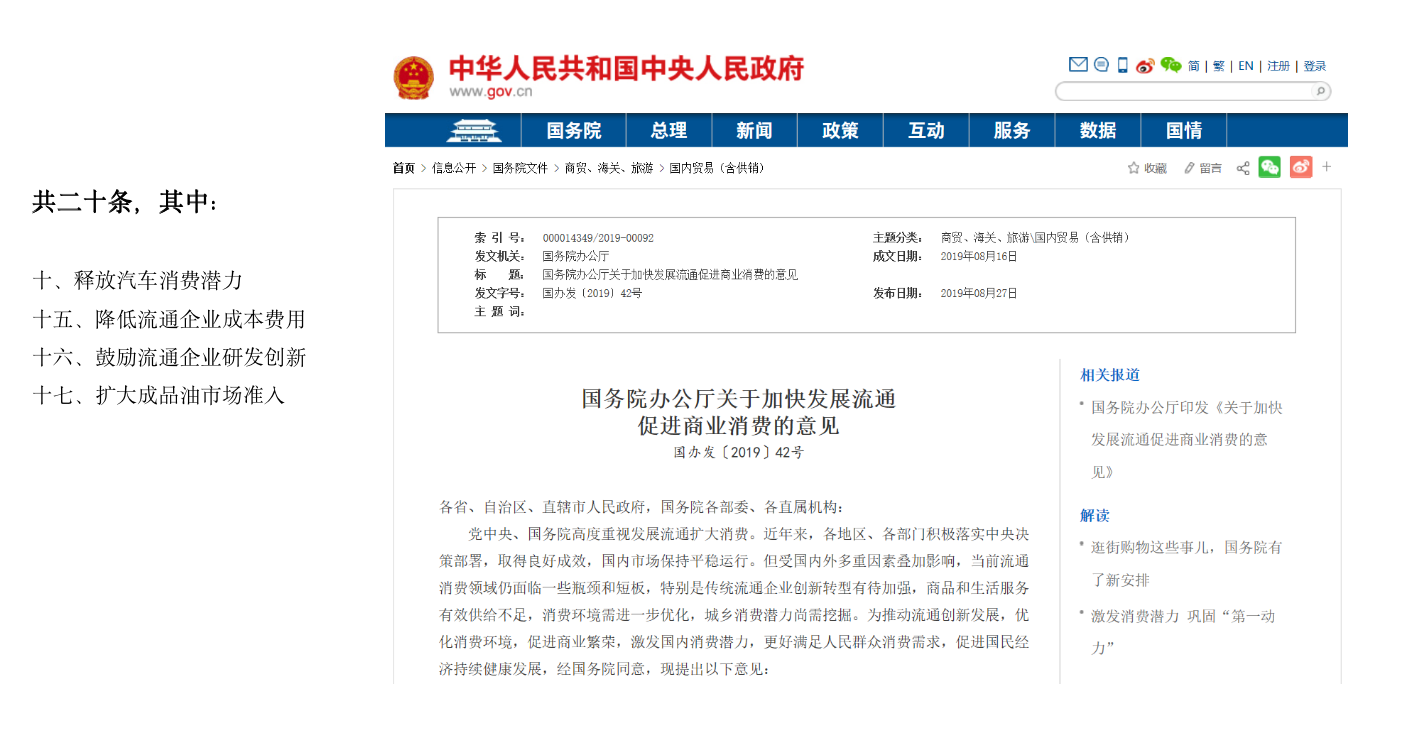 共二十条，其中：
十、释放汽车消费潜力
十五、降低流通企业成本费用
十六、鼓励流通企业研发创新
十七、扩大成品油市场准入
中华人民共和国中央人民政府
www.gov.cn
简 | 繁 | EN | 注册 | 登录
国务院 总理 新闻 政策 互动 服务 数据 国情
首页 > 信息公开 > 国务院文件 > 商贸、海关、旅游 > 国内贸易（含供销）
收藏 留言
索 引 号： 000014349/2019-00092 主题分类： 商贸、海关、旅游\国内贸易（含供销）
发文机关： 国务院办公厅 成文日期： 2019年08月16日
标 题： 国务院办公厅关于加快发展流通促进商业消费的意见
发文字号： 国办发〔2019〕42号 发布日期： 2019年08月27日
主 题 词：
国务院办公厅关于加快发展流通
促进商业消费的意见
国办发〔2019〕42号
各省、自治区、直辖市人民政府，国务院各部委、各直属机构：
党中央、国务院高度重视发展流通扩大消费。近年来，各地区、各部门积极落实中央决
策部署，取得良好成效，国内市场保持平稳运行。但受国内外多重因素叠加影响，当前流通
消费领域仍面临一些瓶颈和短板，特别是传统流通企业创新转型有待加强，商品和生活服务
有效供给不足，消费环境需进一步优化，城乡消费潜力尚需挖掘。为推动流通创新发展，优
化消费环境，促进商业繁荣，激发国内消费潜力，更好满足人民群众消费需求，促进国民经
济持续健康发展，经国务院同意，现提出以下意见：
相关报道
* 国务院办公厅印发《关于加快
发展流通促进商业消费的意
见》
解读
* 逛街购物这些事儿，国务院有
了新安排
* 激发消费潜力 巩固“第一动
力”